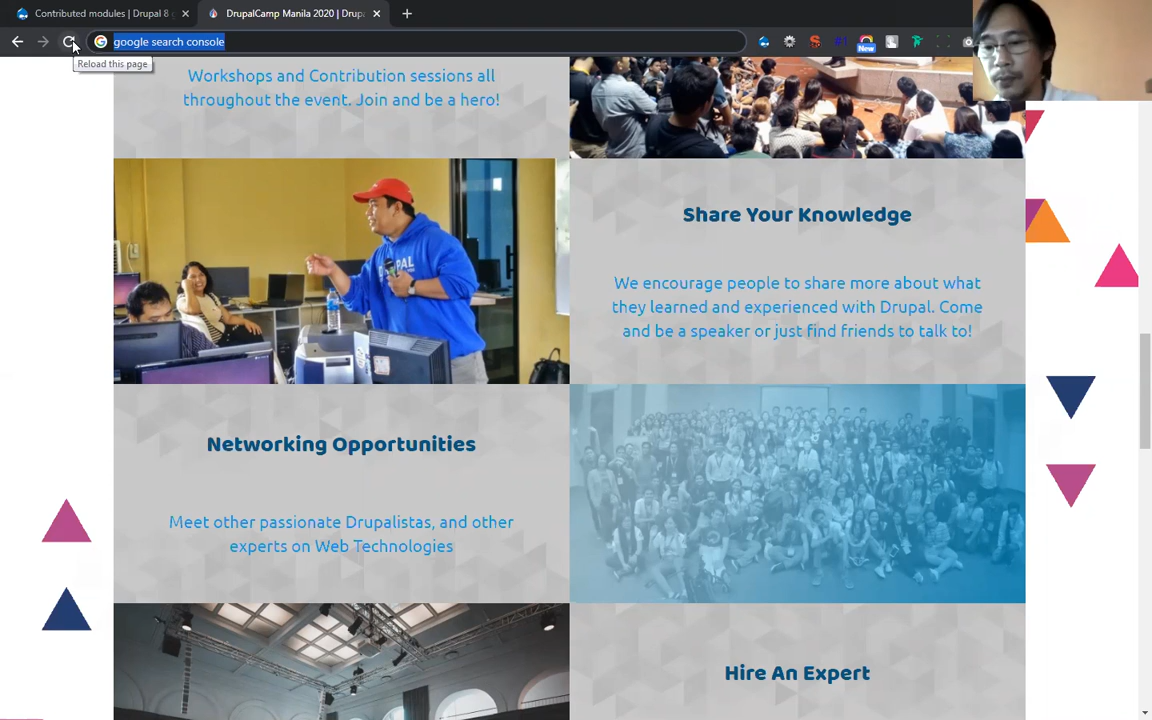 Contributed modules | Drupal 8 g
DrupalCamp Manila 2020 | Drupa
google search console
New
Reload this page
Workshops and Contribution sessions all
throughout the event. Join and be a hero!
Share Your Knowledge
We encourage people to share more about what
they learned and experienced with Drupal. Come
and be a speaker or just find friends to talk to!
Networking Opportunities
Meet other passionate Drupalistas, and other
experts on Web Technologies
Hire An Expert